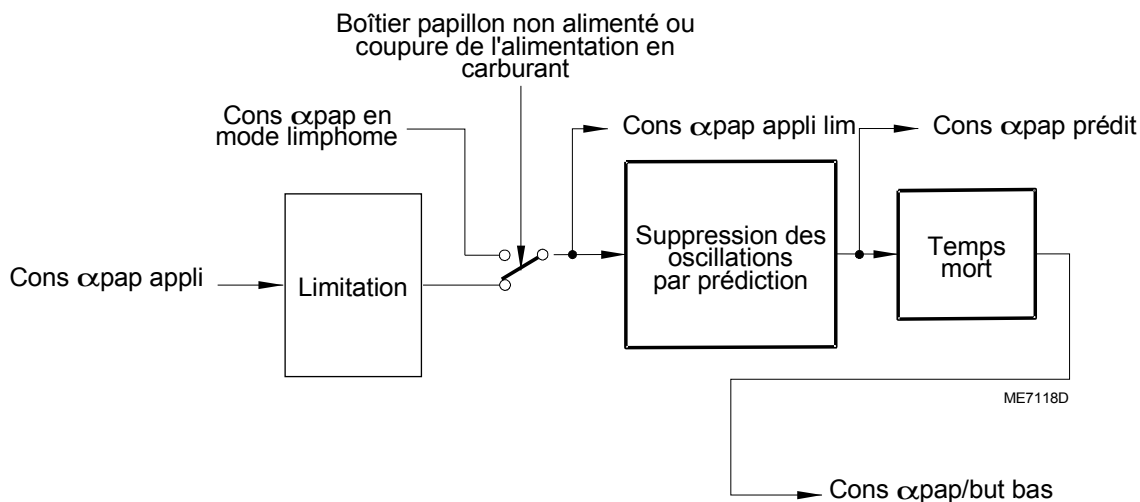 Boîtier papillon non alimenté ou
coupure de l'alimentation en
carburant
Cons αpap en
mode limphome
Cons αpap appli lim
Cons αpap prédit
Cons αpap appli
Limitation
Suppression des
oscillations
par prédiction
Temps
mort
ME7118D
Cons αpap/but bas